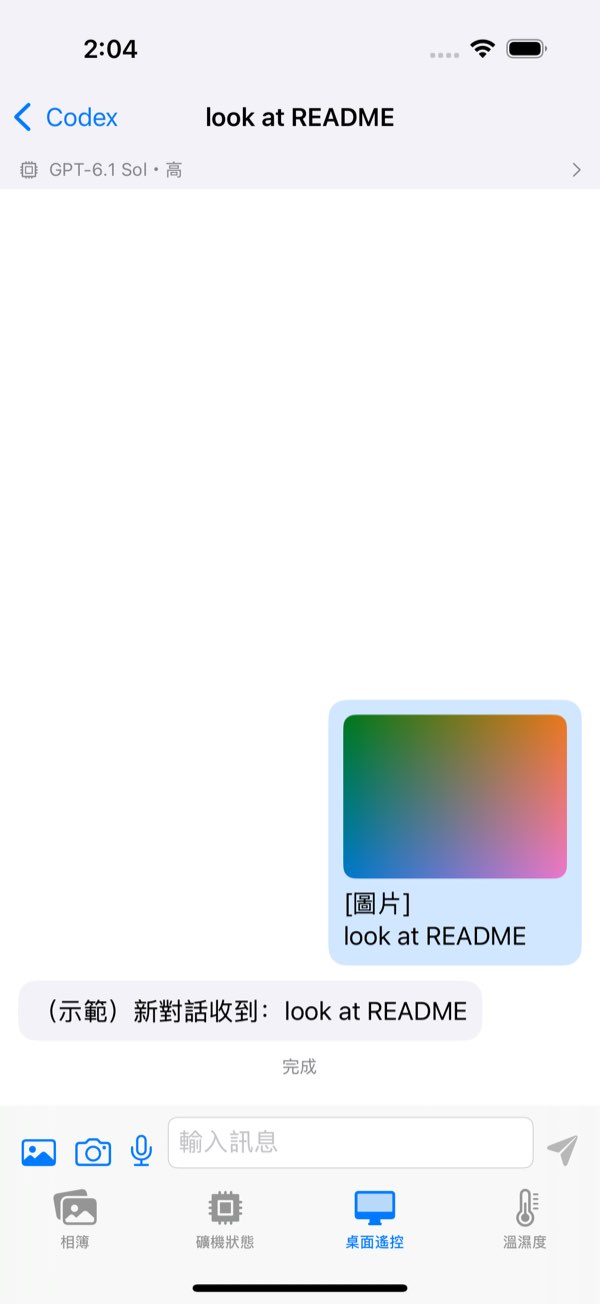 2:04
Codex
look at README
GPT-6.1 Sol・高
[圖片]
look at README
（示範）新對話收到：look at README
完成
輸入訊息
相簿
礦機狀態
桌面遙控
溫濕度